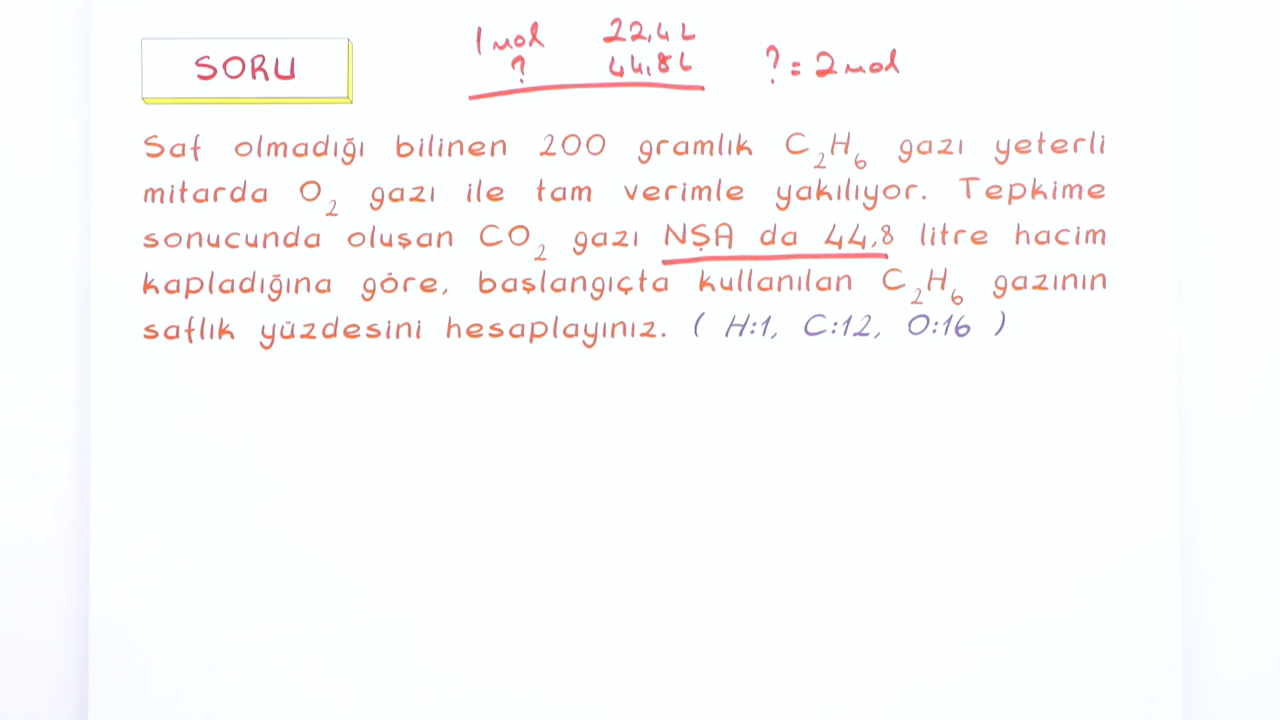 1 mol 22,4 L
SORU ? 44,8 L ? = 2 mol
Saf olmadığı bilinen 200 gramlık C₂H₆ gazı yeterli
mitarda O₂ gazı ile tam verimle yakılıyor. Tepkime
sonucunda oluşan CO₂ gazı NŞA da 44,8 litre hacim
kapladığına göre, başlangıçta kullanılan C₂H₆ gazının
saflık yüzdesini hesaplayınız. ( H:1, C:12, O:16 )